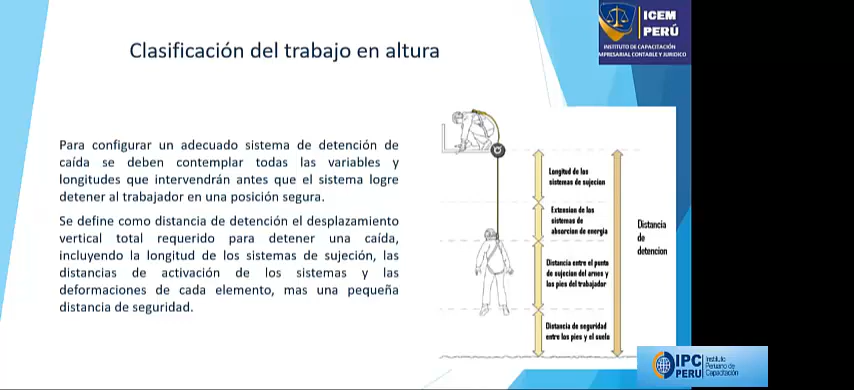 Clasificación del trabajo en altura
ICEM
PERÚ
INSTITUTO DE CAPACITACIÓN
EMPRESARIAL CONTABLE Y JURIDICO
Para configurar un adecuado sistema de detención de
caída se deben contemplar todas las variables y
longitudes que intervendrán antes que el sistema logre
detener al trabajador en una posición segura.
Se define como distancia de detención el desplazamiento
vertical total requerido para detener una caída,
incluyendo la longitud de los sistemas de sujeción, las
distancias de activación de los sistemas y las
deformaciones de cada elemento, mas una pequeña
distancia de seguridad.
Longitud de los
sistemas de sujecion
Extension de los
sistemas de
absorcion de energia
Distancia entre el punto
de sujecion del arnes y
los pies del trabajador
Distancia de seguridad
entre los pies y el suelo
Distancia
de
detencion
IPC
PERU
Instituto
Peruano de
Capacitación